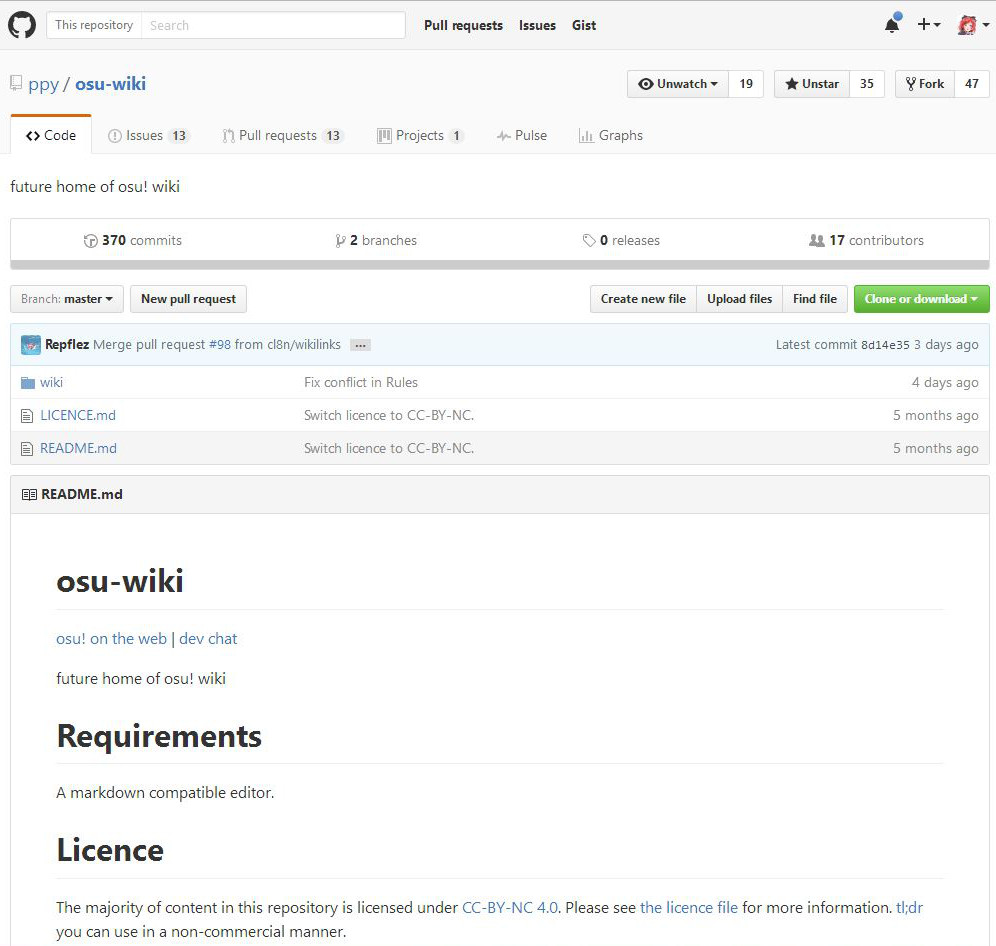 This repository Search Pull requests Issues Gist
ppy / osu-wiki Unwatch 19 Unstar 35 Fork 47
Code Issues 13 Pull requests 13 Projects 1 Pulse Graphs
future home of osu! wiki
370 commits 2 branches 0 releases 17 contributors
Branch: master New pull request Create new file Upload files Find file Clone or download
Repflez Merge pull request #98 from cl8n/wikilinks ... Latest commit 8d14e35 3 days ago
wiki Fix conflict in Rules 4 days ago
LICENCE.md Switch licence to CC-BY-NC. 5 months ago
README.md Switch licence to CC-BY-NC. 5 months ago
README.md
osu-wiki
osu! on the web | dev chat
future home of osu! wiki
Requirements
A markdown compatible editor.
Licence
The majority of content in this repository is licensed under CC-BY-NC 4.0. Please see the licence file for more information. tl;dr
you can use in a non-commercial manner.